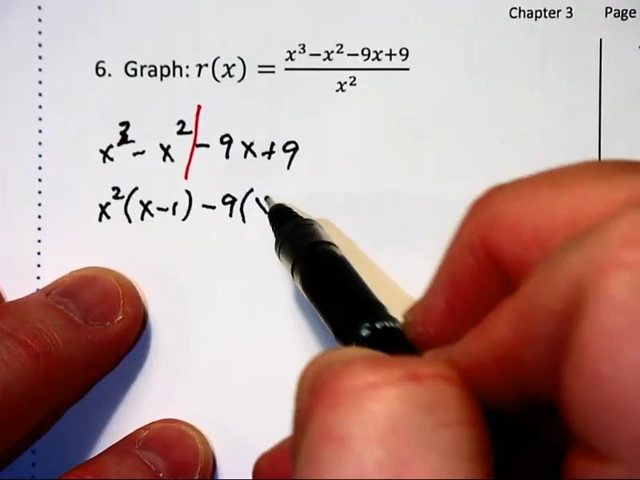 Chapter 3 Page
6. Graph: r(x) = (x³−x²−9x+9)/x²
x³ - x² - 9x+9
x²(x-1) - 9(